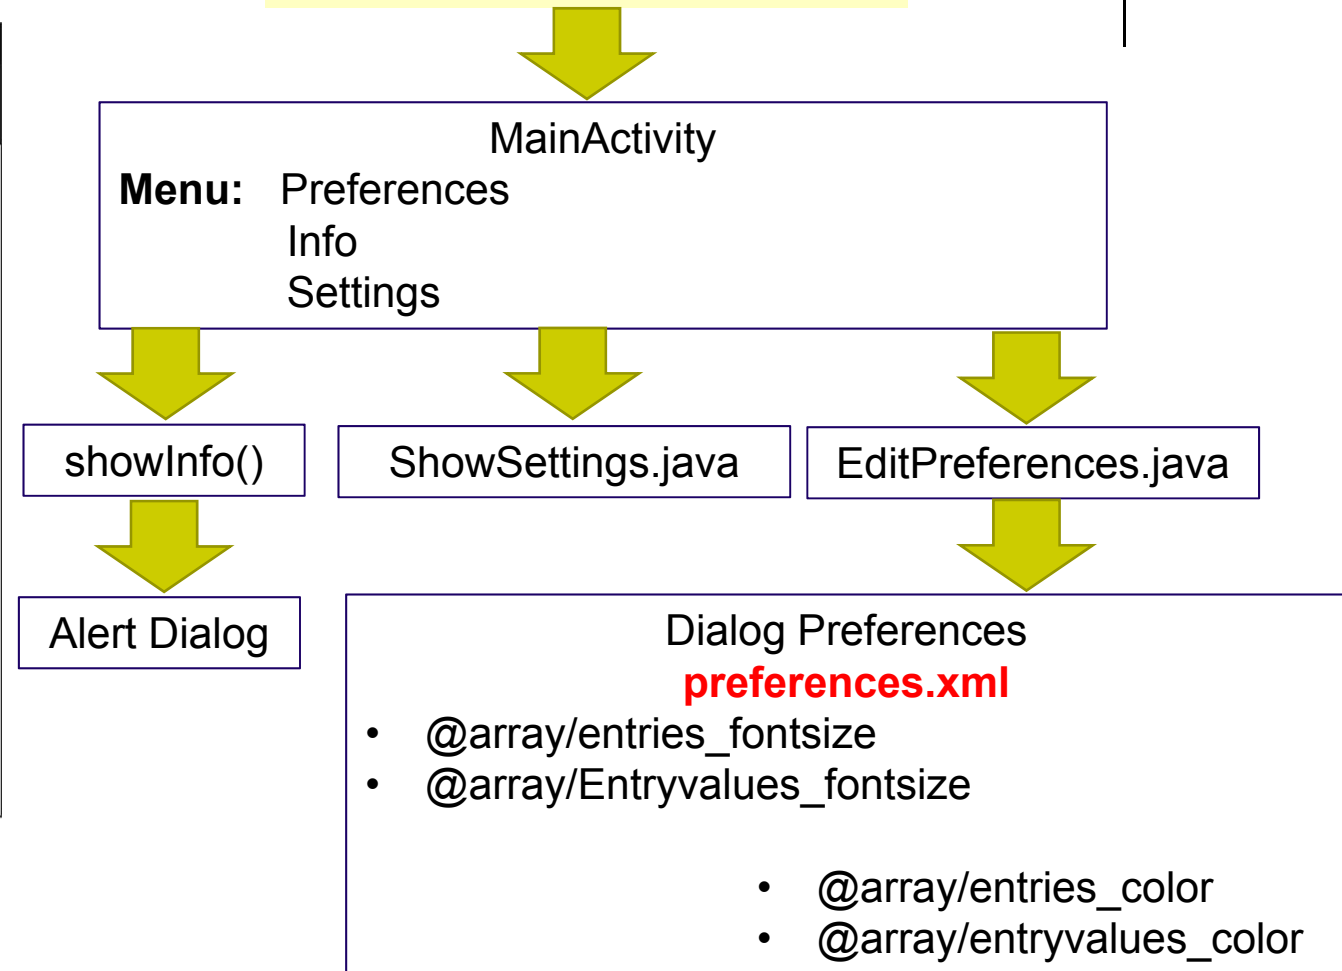 MainActivity
Menu: Preferences
Info
Settings
showInfo()
ShowSettings.java
EditPreferences.java
Alert Dialog
Dialog Preferences
preferences.xml
• @array/entries_fontsize
• @array/Entryvalues_fontsize
• @array/entries_color
• @array/entryvalues_color